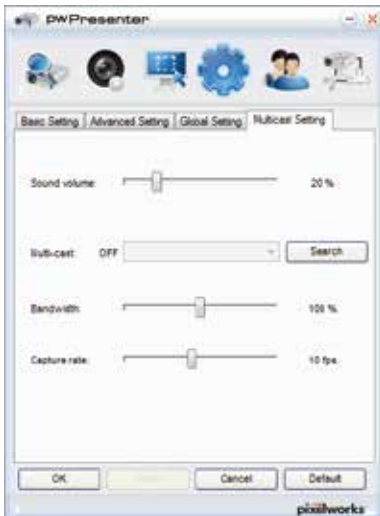 pwPresenter
Basic Setting Advanced Setting Global Setting Multicast Setting
Sound volume: 20 %
Multi-cast: OFF Search
Bandwidth: 100 %
Capture rate: 10 fps
OK Cancel Default
pixelworks